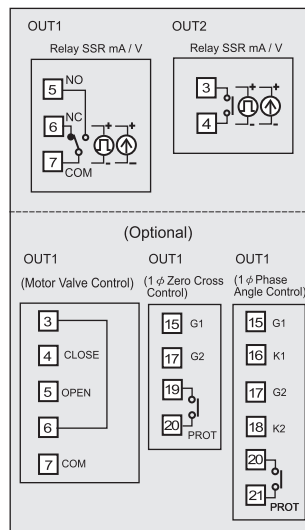 OUT1
OUT2
Relay SSR mA / V
Relay SSR mA / V
5
NO
6
NC
7
COM
+
-
+
-
3
4
+
-
+
-
(Optional)
OUT1
(Motor Valve Control)
3
4 CLOSE
5 OPEN
6
7 COM
OUT1
(1 ϕ Zero Cross
Control)
15 G1
17 G2
19
20
PROT
OUT1
(1 ϕ Phase
Angle Control)
15 G1
16 K1
17 G2
18 K2
20
21
PROT